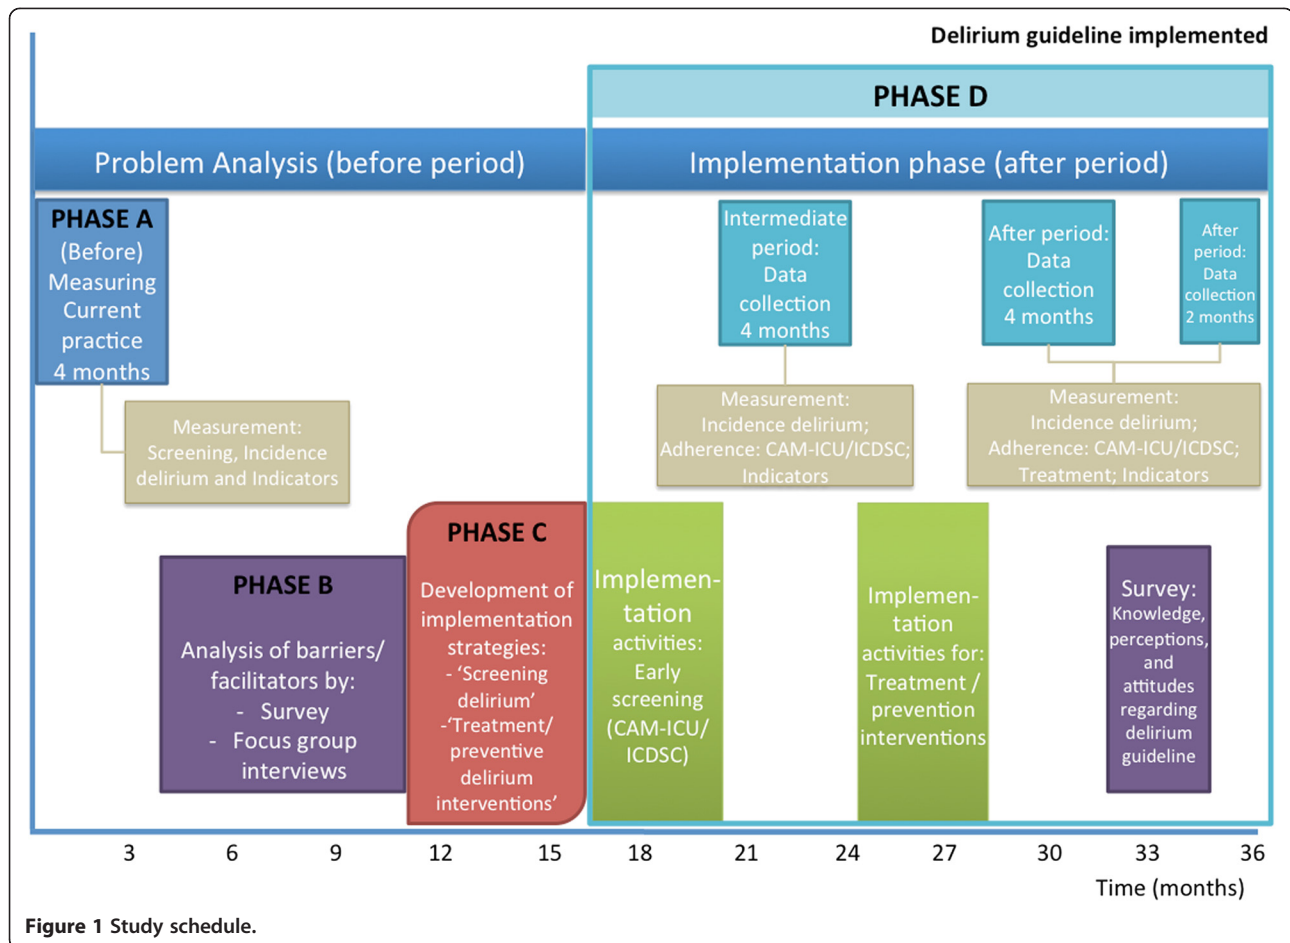 Delirium guideline implemented
PHASE D
Problem Analysis (before period)
Implementation phase (after period)
PHASE A
(Before)
Measuring
Current
practice
4 months
Measurement:
Screening, Incidence
delirium and Indicators
PHASE B
Analysis of barriers/
facilitators by:
- Survey
- Focus group
interviews
PHASE C
Development of
implementation
strategies:
- ‘Screening
delirium’
-‘Treatment/
preventive
delirium
interventions’
Intermediate
period:
Data
collection
4 months
Measurement:
Incidence delirium;
Adherence: CAM-ICU/ICDSC;
Indicators
After period:
Data
collection
4 months
After
period:
Data
collection
2 months
Measurement:
Incidence delirium;
Adherence: CAM-ICU/ICDSC;
Treatment; Indicators
Implemen-
tation
activities:
Early
screening
(CAM-ICU/
ICDSC)
Implemen-
tation
activities for:
Treatment /
prevention
interventions
Survey:
Knowledge,
perceptions,
and
attitudes
regarding
delirium
guideline
3 6 9 12 15 18 21 24 27 30 33 36
Time (months)
Figure 1 Study schedule.